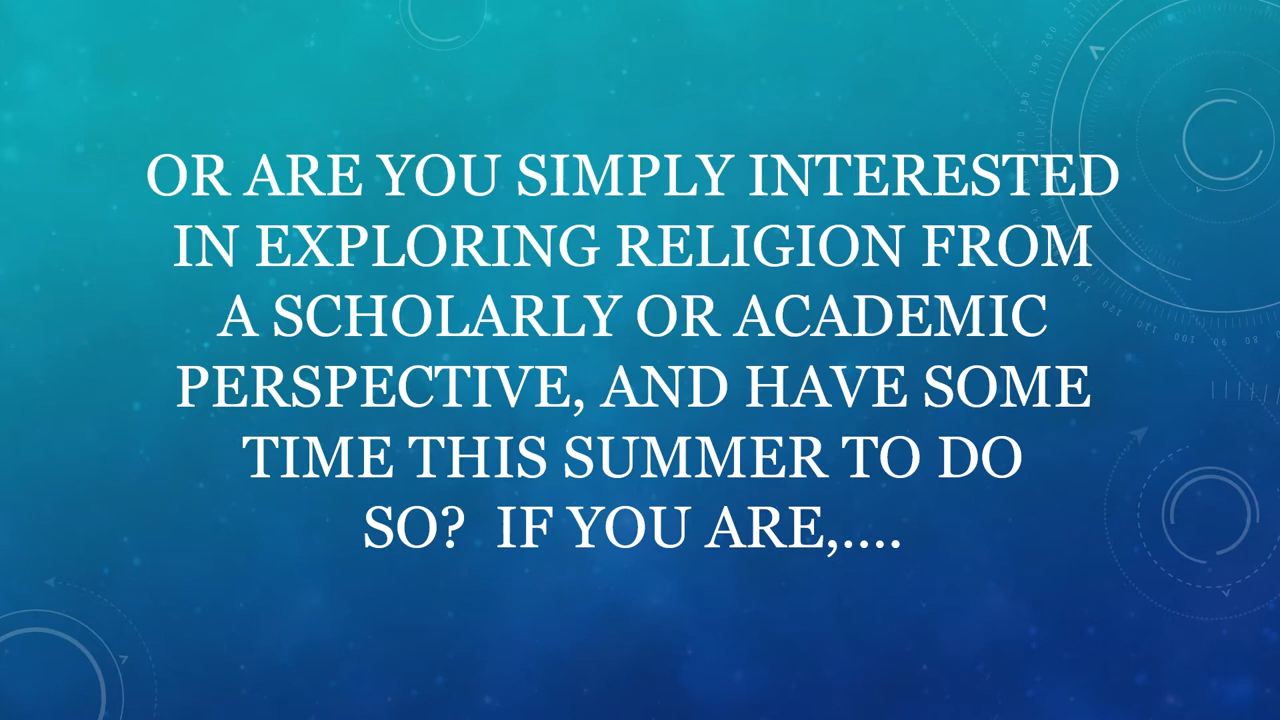 OR ARE YOU SIMPLY INTERESTED
IN EXPLORING RELIGION FROM
A SCHOLARLY OR ACADEMIC
PERSPECTIVE, AND HAVE SOME
TIME THIS SUMMER TO DO
SO?  IF YOU ARE,....